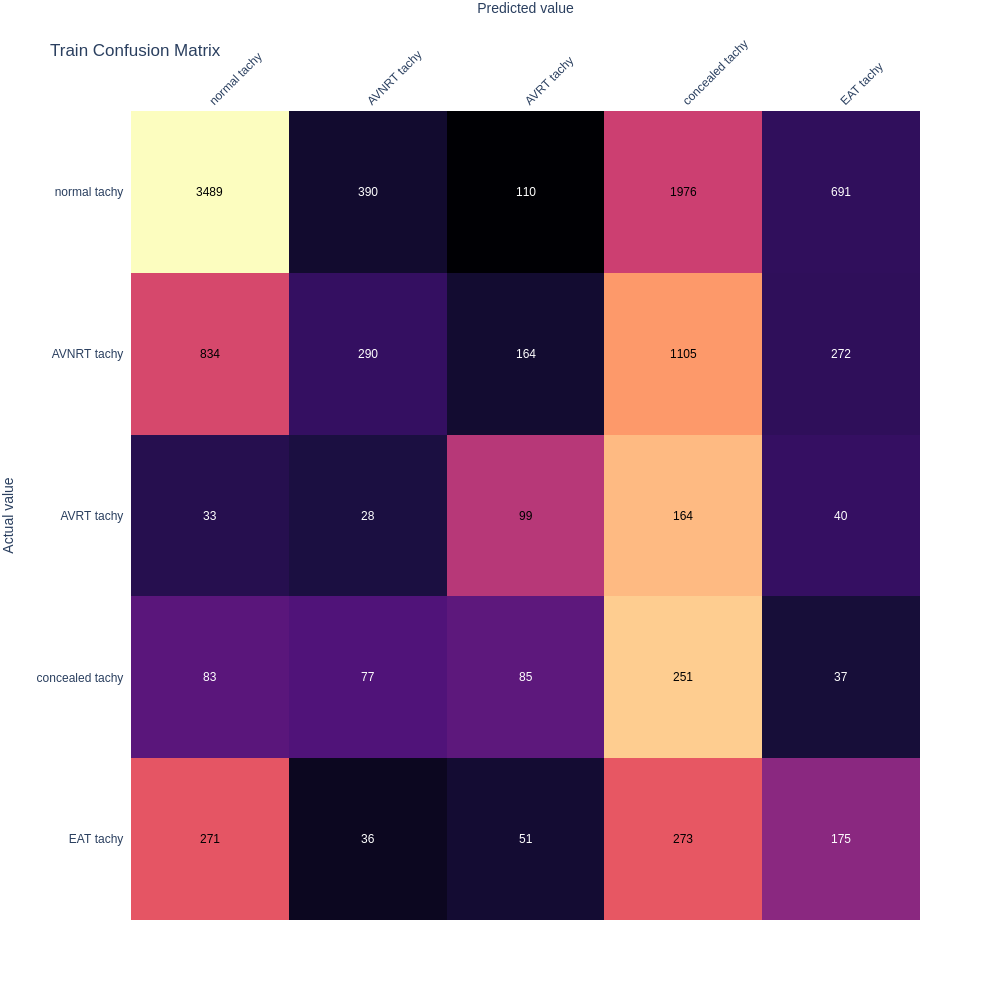 Predicted value
Train Confusion Matrix
normal tachy AVNRT tachy AVRT tachy concealed tachy EAT tachy
normal tachy 3489 390 110 1976 691
AVNRT tachy 834 290 164 1105 272
Actual value
AVRT tachy 33 28 99 164 40
concealed tachy 83 77 85 251 37
EAT tachy 271 36 51 273 175